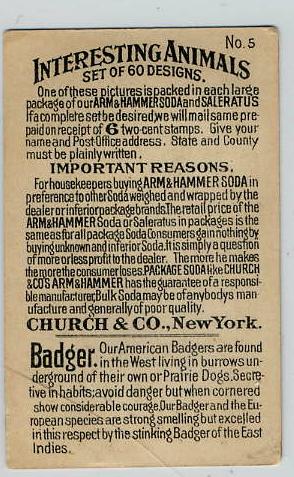 No. 5
INTERESTING ANIMALS
SET OF 60 DESIGNS.
One of these pictures is packed in each large
package of our ARM & HAMMER SODA and SALERATUS
If a complete set be desired, we will mail same pre-
paid on receipt of 6 two-cent stamps. Give your
name and Post-Office address. State and County
must be plainly written.
IMPORTANT REASONS.
For housekeepers buying ARM & HAMMER SODA in
preference to other Soda weighed and wrapped by the
dealer or inferior package brands. The retail price of the
ARM & HAMMER Soda or Saleratus in packages is the
same as for all package Soda. Consumers gain nothing by
buying unknown and inferior Soda. It is simply a question
of more or less profit to the dealer. The more he makes
the more the consumer loses. PACKAGE SODA like CHURCH
& CO'S ARM & HAMMER has the guarantee of a responsi-
ble manufacturer, Bulk Soda may be of anybodys man-
ufacture and generally of poor quality.
CHURCH & CO., New York.
Badger. Our American Badgers are found
in the West living in burrows un-
derground of their own or Prairie Dogs. Secre-
tive in habits; avoid danger but when cornered
show considerable courage. Our Badger and the Eu-
ropean species are strong smelling but excelled
in this respect by the stinking Badger of the East
Indies.